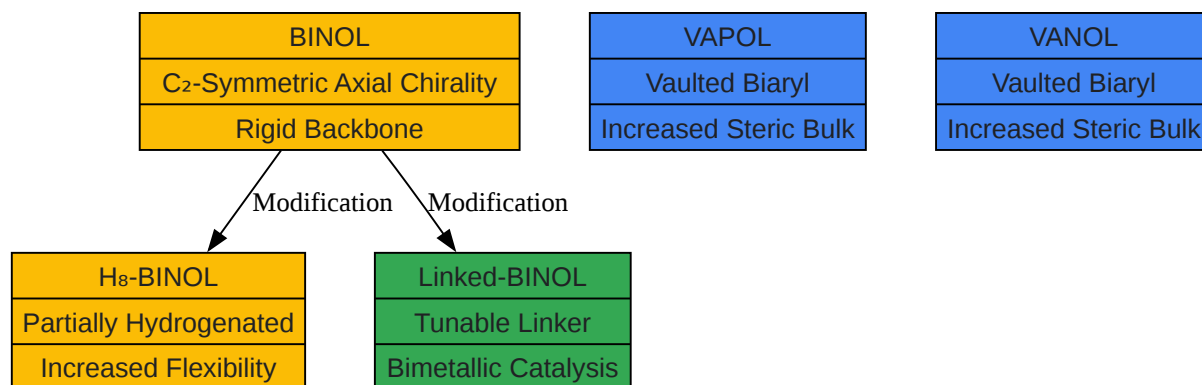 BINOL
C₂-Symmetric Axial Chirality
Rigid Backbone
VAPOL
Vaulted Biaryl
Increased Steric Bulk
VANOL
Vaulted Biaryl
Increased Steric Bulk
Modification
Modification
H₈-BINOL
Partially Hydrogenated
Increased Flexibility
Linked-BINOL
Tunable Linker
Bimetallic Catalysis